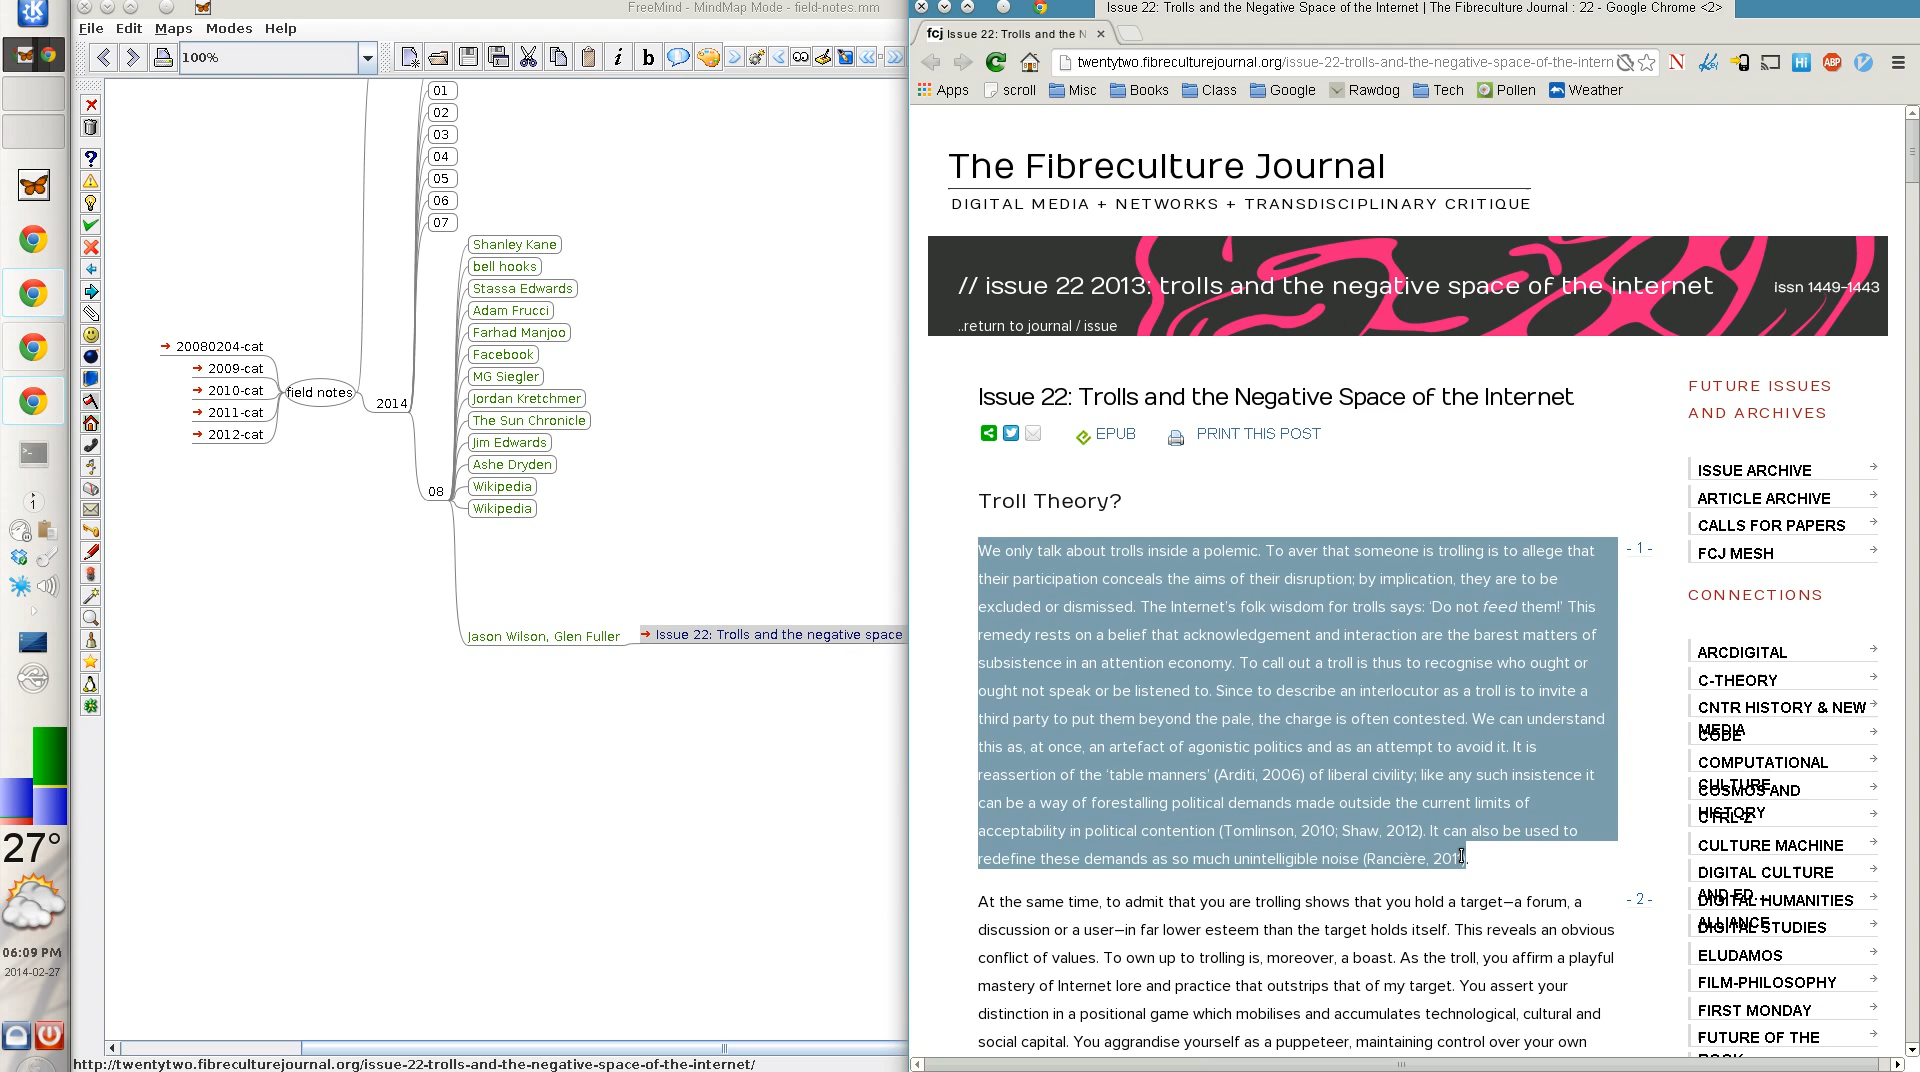 FreeMind - MindMap Mode - field-notes.mm
File Edit Maps Modes Help
100%
01
02
03
04
05
06
07
Shanley Kane
bell hooks
Stassa Edwards
Adam Frucci
Farhad Manjoo
Facebook
MG Siegler
Jordan Kretchmer
The Sun Chronicle
Jim Edwards
Ashe Dryden
Wikipedia
Wikipedia
20080204-cat
2009-cat
2010-cat
2011-cat
2012-cat
field notes
2014
08
Jason Wilson, Glen Fuller
Issue 22: Trolls and the negative space
http://twentytwo.fibreculturejournal.org/issue-22-trolls-and-the-negative-space-of-the-internet/
1
27°
06:09 PM
2014-02-27
Issue 22: Trolls and the Negative Space of the Internet | The Fibreculture Journal : 22 - Google Chrome <2>
fcj Issue 22: Trolls and the N
twentytwo.fibreculturejournal.org/issue-22-trolls-and-the-negative-space-of-the-intern
Apps scroll Misc Books Class Google Rawdog Tech Pollen Weather
The Fibreculture Journal
DIGITAL MEDIA + NETWORKS + TRANSDISCIPLINARY CRITIQUE
// issue 22 2013: trolls and the negative space of the internet
issn 1449-1443
..return to journal / issue
Issue 22: Trolls and the Negative Space of the Internet
EPUB PRINT THIS POST
Troll Theory?
We only talk about trolls inside a polemic. To aver that someone is trolling is to allege that
their participation conceals the aims of their disruption; by implication, they are to be
excluded or dismissed. The Internet's folk wisdom for trolls says: 'Do not feed them!' This
remedy rests on a belief that acknowledgement and interaction are the barest matters of
subsistence in an attention economy. To call out a troll is thus to recognise who ought or
ought not speak or be listened to. Since to describe an interlocutor as a troll is to invite a
third party to put them beyond the pale, the charge is often contested. We can understand
this as, at once, an artefact of agonistic politics and as an attempt to avoid it. It is
reassertion of the 'table manners' (Arditi, 2006) of liberal civility; like any such insistence it
can be a way of forestalling political demands made outside the current limits of
acceptability in political contention (Tomlinson, 2010; Shaw, 2012). It can also be used to
redefine these demands as so much unintelligible noise (Rancière,
- 1 -
At the same time, to admit that you are trolling shows that you hold a target—a forum, a
discussion or a user—in far lower esteem than the target holds itself. This reveals an obvious
conflict of values. To own up to trolling is, moreover, a boast. As the troll, you affirm a playful
mastery of Internet lore and practice that outstrips that of my target. You assert your
distinction in a positional game which mobilises and accumulates technological, cultural and
social capital. You aggrandise yourself as a puppeteer, maintaining control over your own
- 2 -
FUTURE ISSUES
AND ARCHIVES
ISSUE ARCHIVE
ARTICLE ARCHIVE
CALLS FOR PAPERS
FCJ MESH
CONNECTIONS
ARCDIGITAL
C-THEORY
CNTR HISTORY & NEW
MEDIA
CODE
COMPUTATIONAL
CULTURE
COSMOS AND
HISTORY
CTRL-Z
CULTURE MACHINE
DIGITAL CULTURE
AND ED...
DIGITAL HUMANITIES
ALLIANCE
DIGITAL STUDIES
ELUDAMOS
FILM-PHILOSOPHY
FIRST MONDAY
FUTURE OF THE